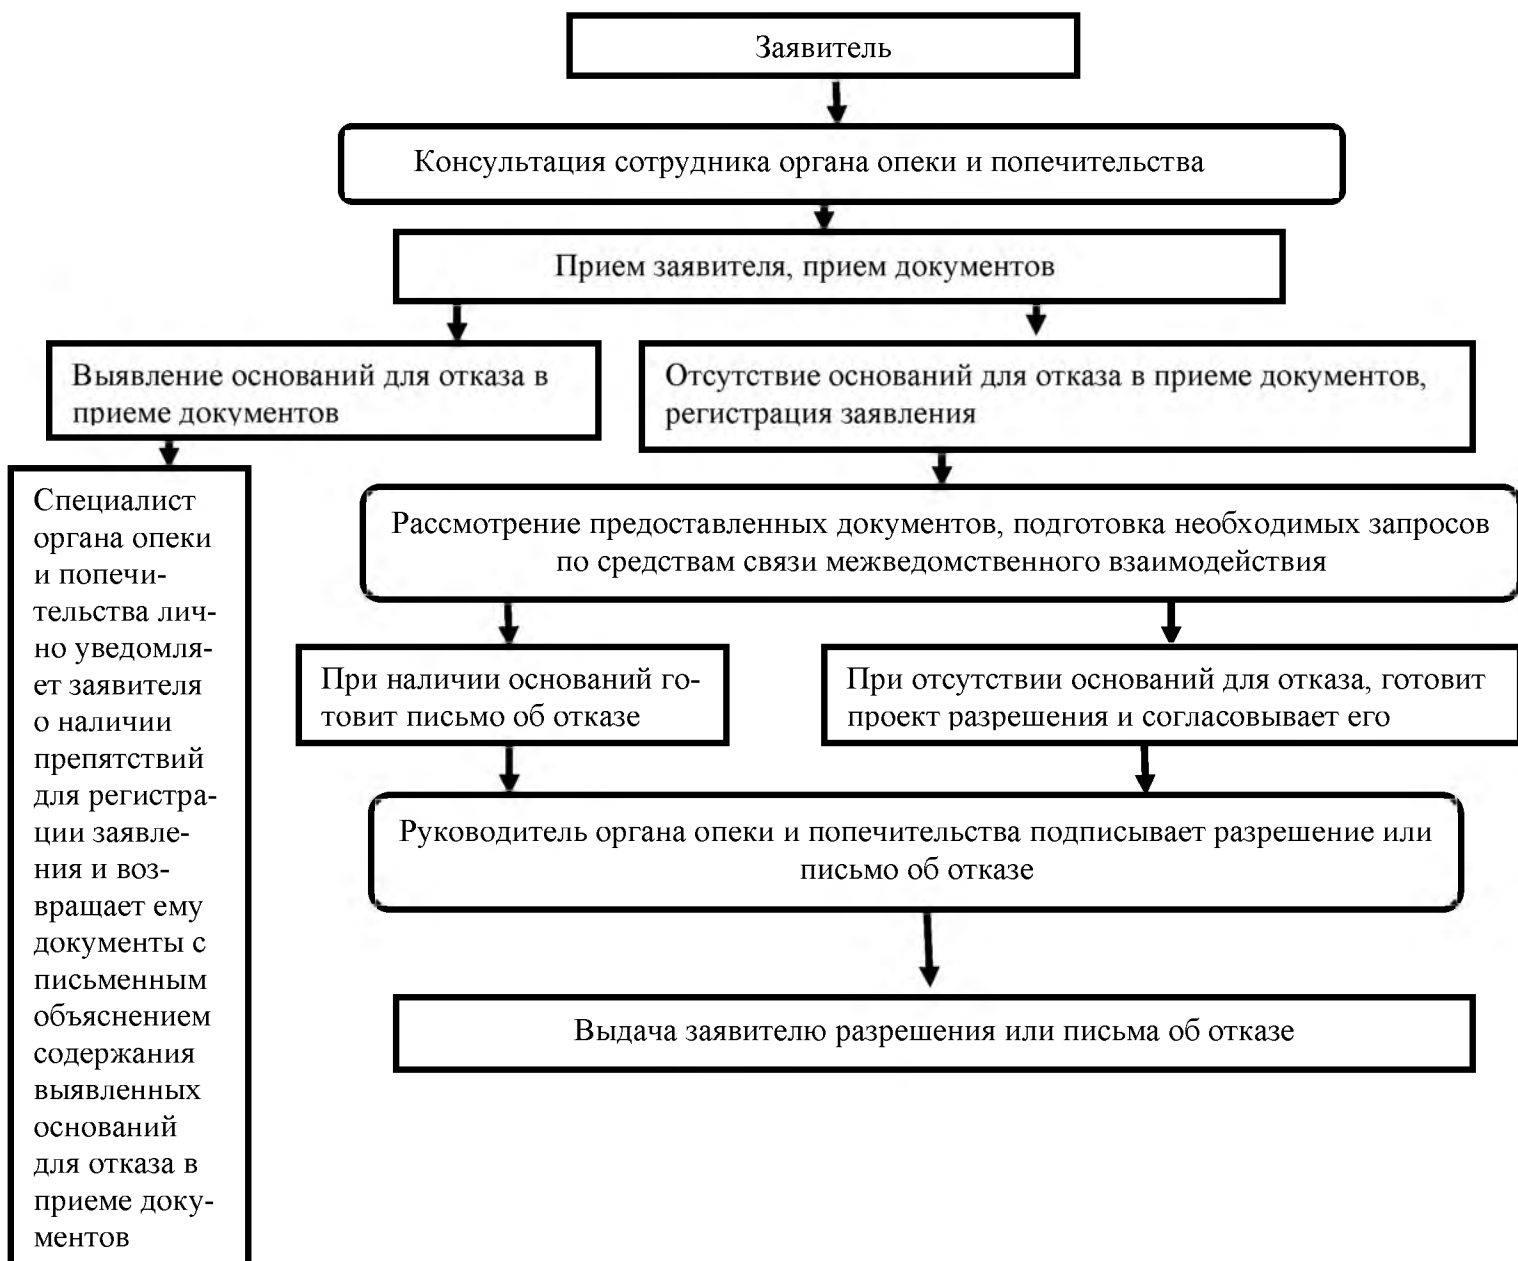 Заявитель
Консультация сотрудника органа опеки и попечительства
Прием заявителя, прием документов
Выявление оснований для отказа в
приеме документов
Отсутствие оснований для отказа в приеме документов,
регистрация заявления
Специалист
органа опеки
и попечи-
тельства лич-
но уведомля-
ет заявителя
о наличии
препятствий
для регистра-
ции заявле-
ния и воз-
вращает ему
документы с
письменным
объяснением
содержания
выявленных
оснований
для отказа в
приеме доку-
ментов
Рассмотрение предоставленных документов, подготовка необходимых запросов
по средствам связи межведомственного взаимодействия
При наличии оснований го-
товит письмо об отказе
При отсутствии оснований для отказа, готовит
проект разрешения и согласовывает его
Руководитель органа опеки и попечительства подписывает разрешение или
письмо об отказе
Выдача заявителю разрешения или письма об отказе